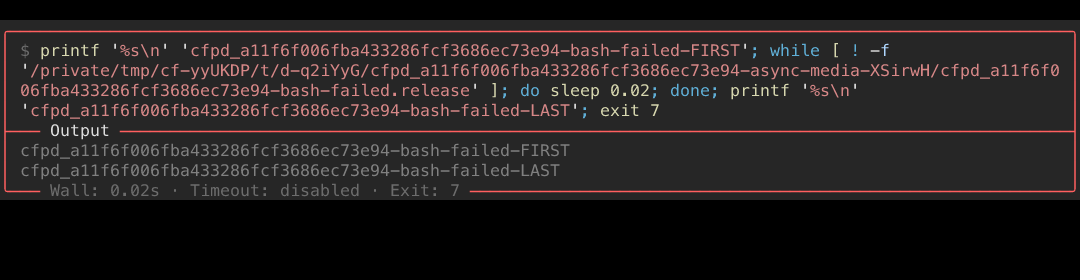 $ printf '%s\n' 'cfpd_a11f6f006fba433286fcf3686ec73e94-bash-failed-FIRST'; while [ ! -f
'/private/tmp/cf-yyUKDP/t/d-q2iYyG/cfpd_a11f6f006fba433286fcf3686ec73e94-async-media-XSirwH/cfpd_a11f6f0
06fba433286fcf3686ec73e94-bash-failed.release' ]; do sleep 0.02; done; printf '%s\n'
'cfpd_a11f6f006fba433286fcf3686ec73e94-bash-failed-LAST'; exit 7
Output
cfpd_a11f6f006fba433286fcf3686ec73e94-bash-failed-FIRST
cfpd_a11f6f006fba433286fcf3686ec73e94-bash-failed-LAST
Wall: 0.02s · Timeout: disabled · Exit: 7